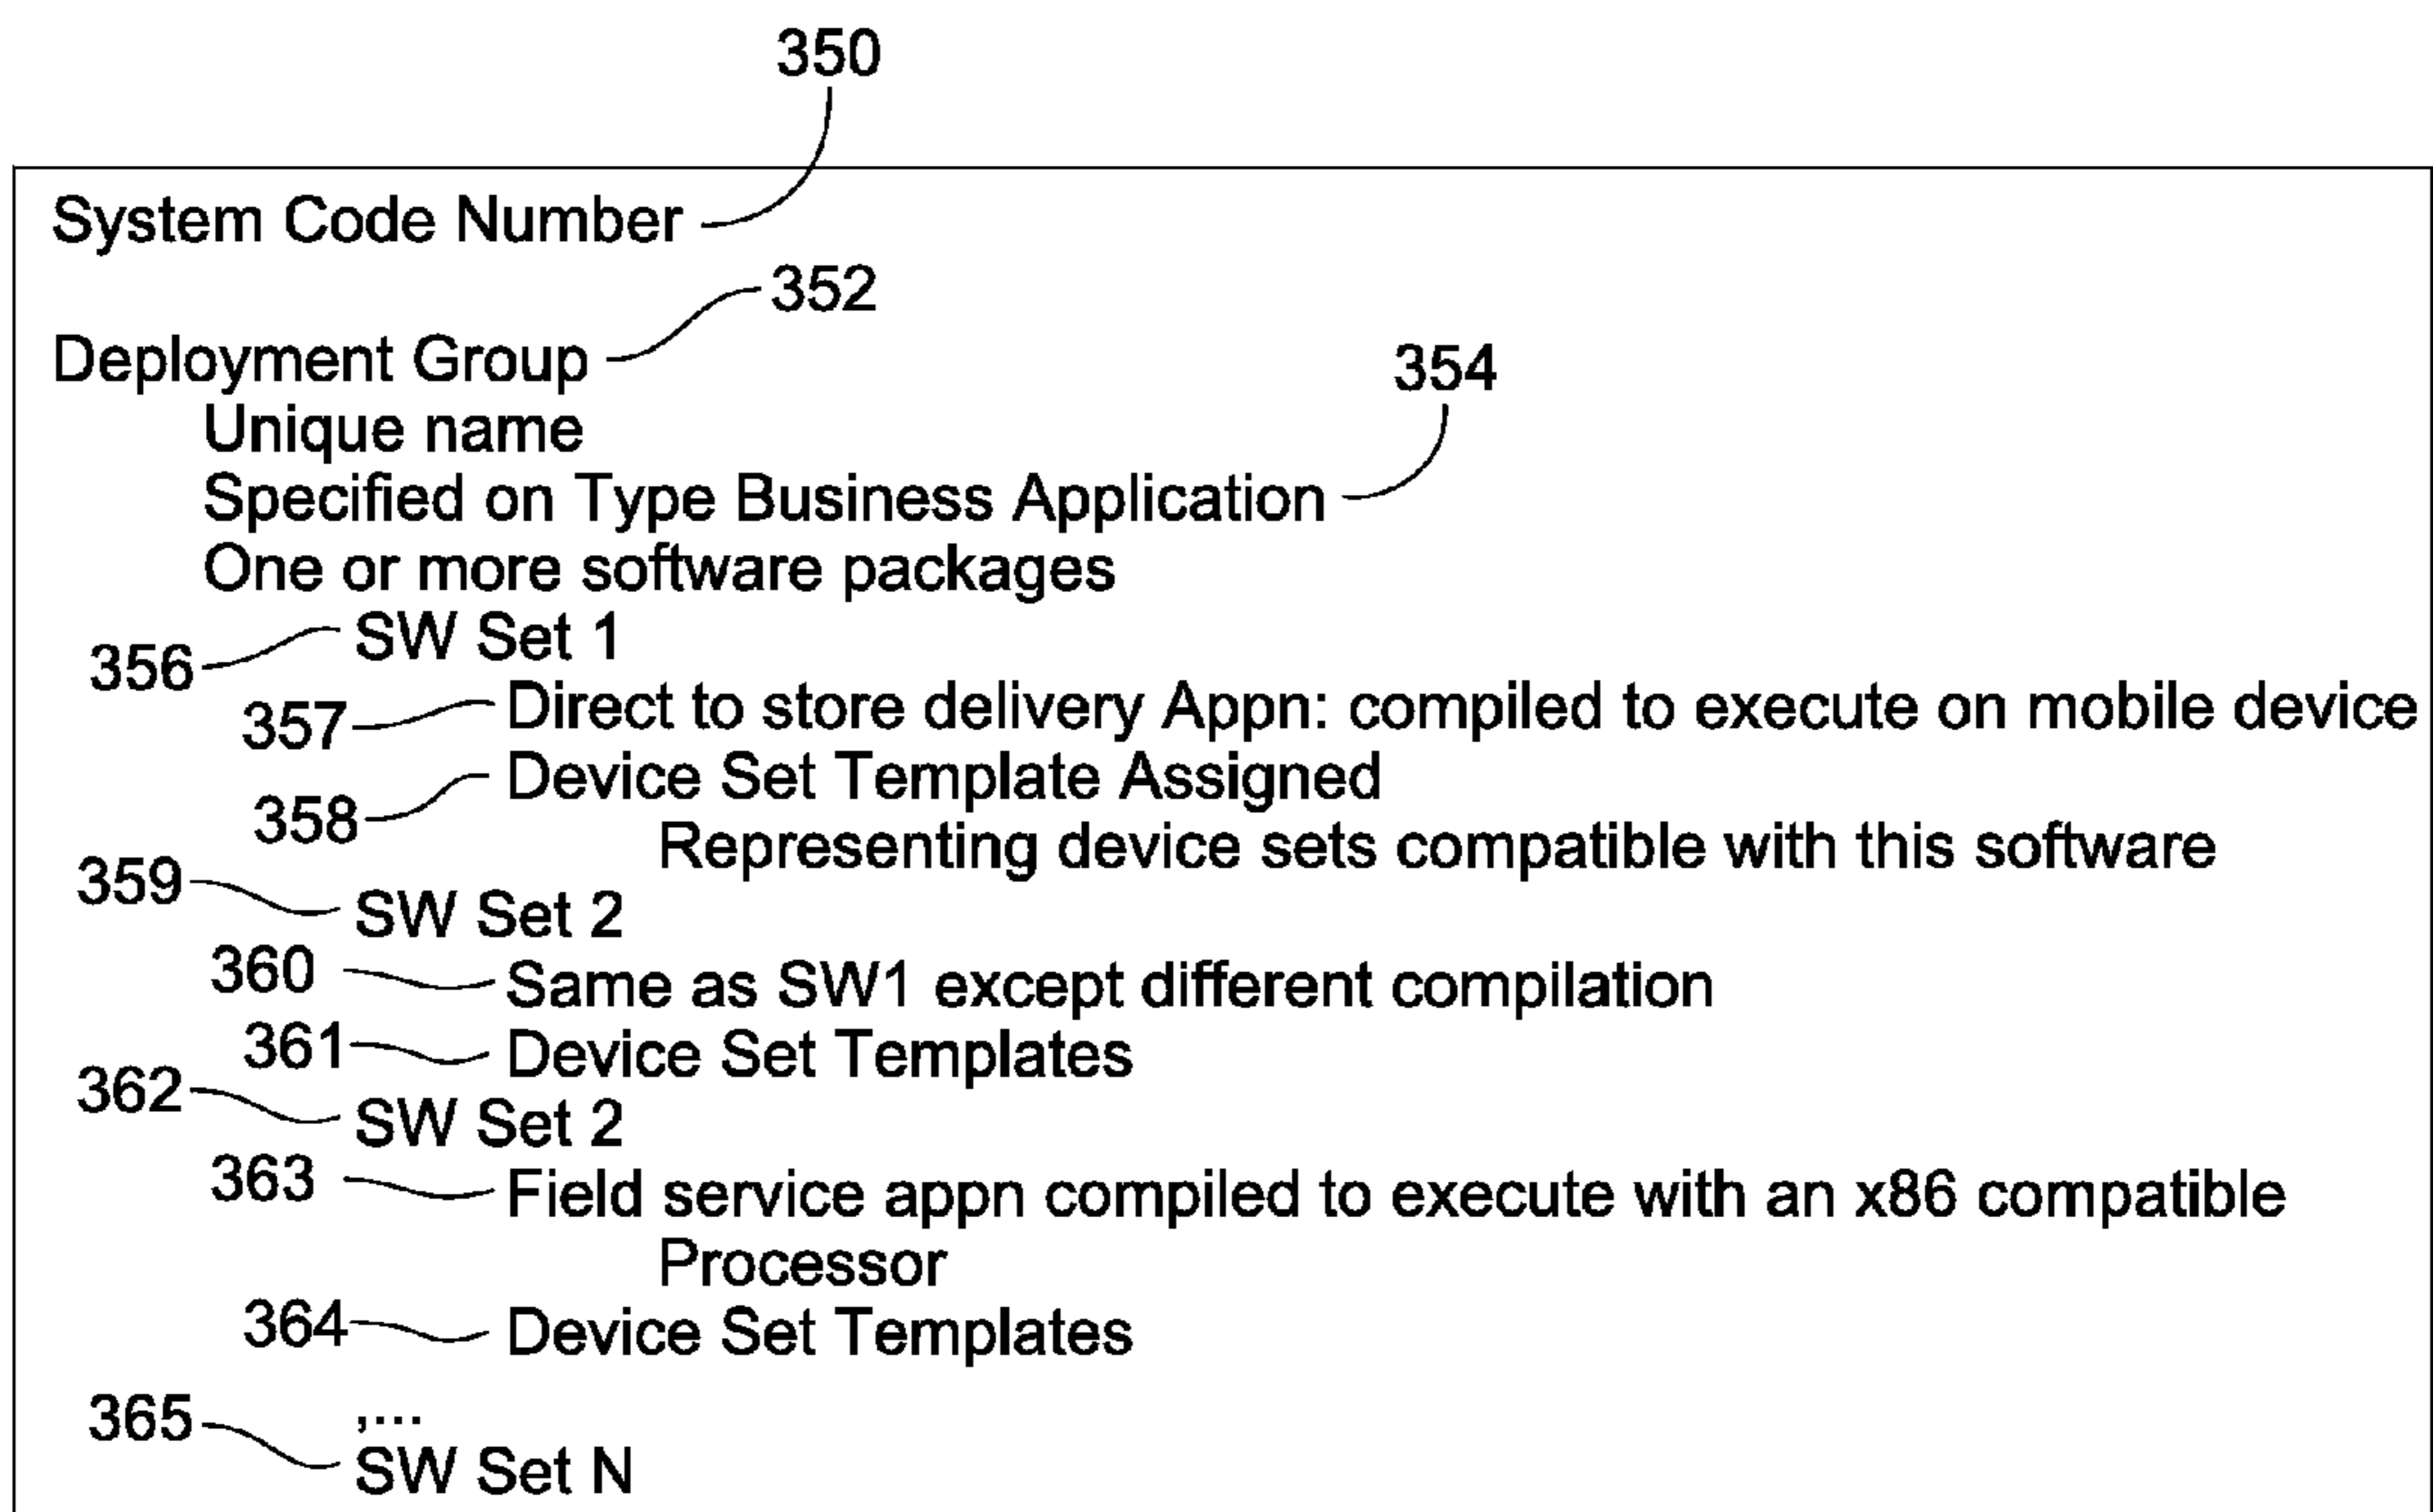 350
System Code Number
352
Deployment Group
354
Unique name
Specified on Type Business Application
One or more software packages
SW Set 1
356
357
Direct to store delivery Appn: compiled to execute on mobile device
Device Set Template Assigned
358
Representing device sets compatible with this software
359
SW Set 2
360
Same as SW1 except different compilation
361
Device Set Templates
362
SW Set 2
363
Field service appn compiled to execute with an x86 compatible
Processor
364
Device Set Templates
365
,...
SW Set N